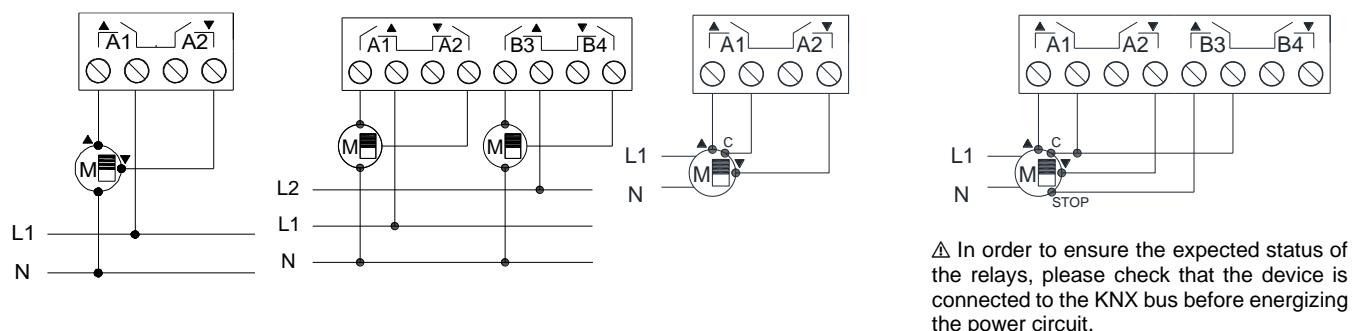 A1 A2
M
L1
N
A1 A2 B3 B4
M M
L2
L1
N
A1 A2
C
L1
M
N
A1 A2 B3 B4
C
L1
M
N
STOP
⚠ In order to ensure the expected status of
the relays, please check that the device is
connected to the KNX bus before energizing
the power circuit.